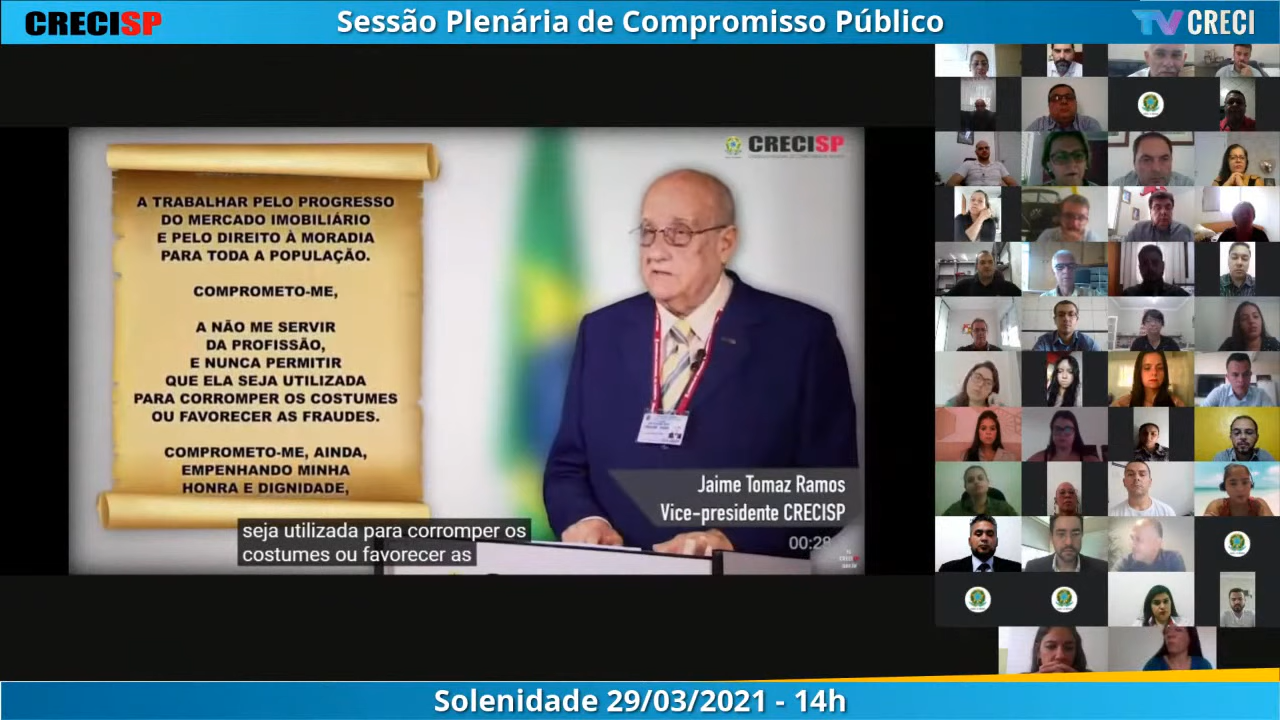 CRECISP
Sessão Plenária de Compromisso Público
TV CRECI
CRECISP
A TRABALHAR PELO PROGRESSO
DO MERCADO IMOBILIÁRIO
E PELO DIREITO À MORADIA
PARA TODA A POPULAÇÃO.
COMPROMETO-ME,
A NÃO ME SERVIR
DA PROFISSÃO,
E NUNCA PERMITIR
QUE ELA SEJA UTILIZADA
PARA CORROMPER OS COSTUMES
OU FAVORECER AS FRAUDES.
COMPROMETO-ME, AINDA,
EMPENHANDO MINHA
HONRA E DIGNIDADE,
Jaime Tomaz Ramos
Vice-presidente CRECISP
seja utilizada para corromper os
costumes ou favorecer as
Solenidade 29/03/2021 - 14h